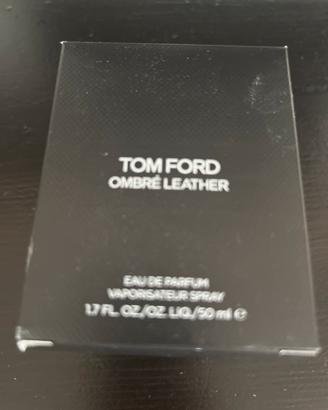 TOM FORD
OMBRÉ LEATHER
EAU DE PARFUM
VAPORISATEUR SPRAY
1.7 FL. OZ./OZ. LIQ./50 ml ℮